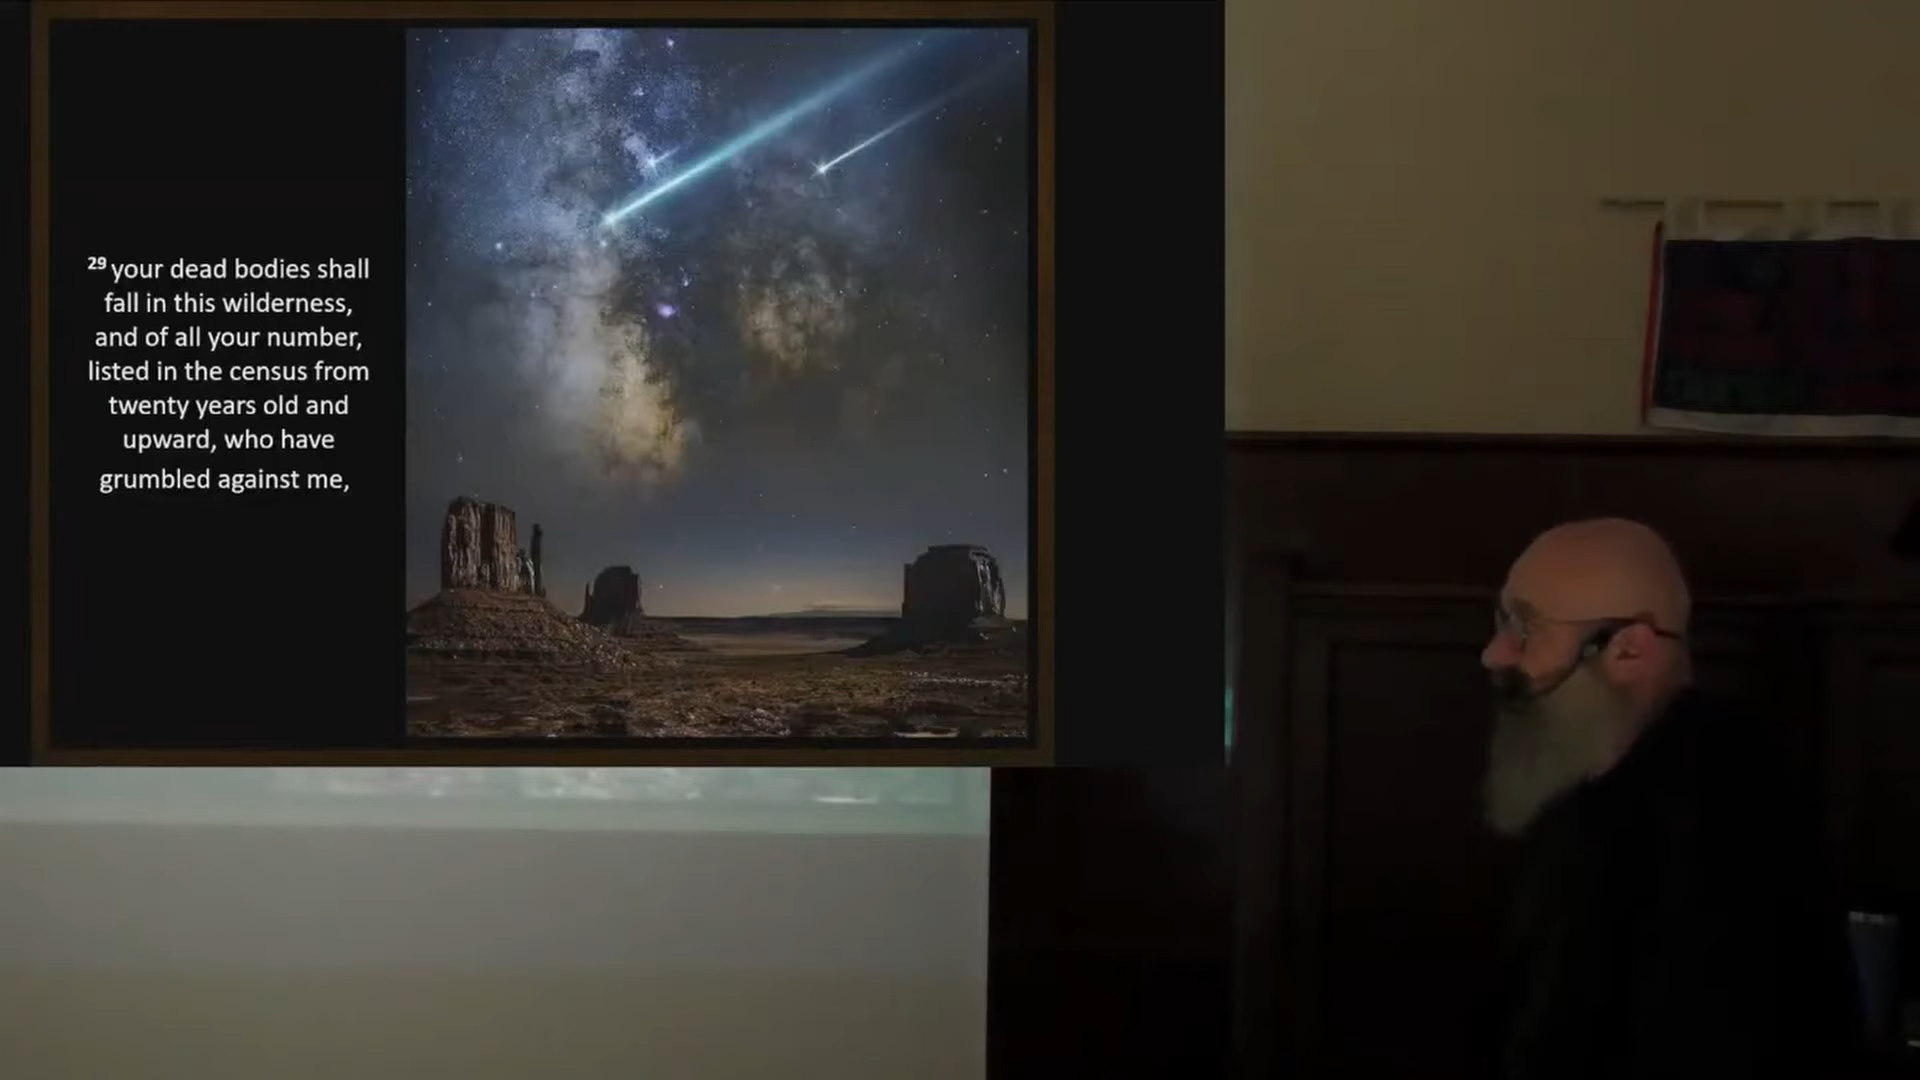 29 your dead bodies shall
fall in this wilderness,
and of all your number,
listed in the census from
twenty years old and
upward, who have
grumbled against me,